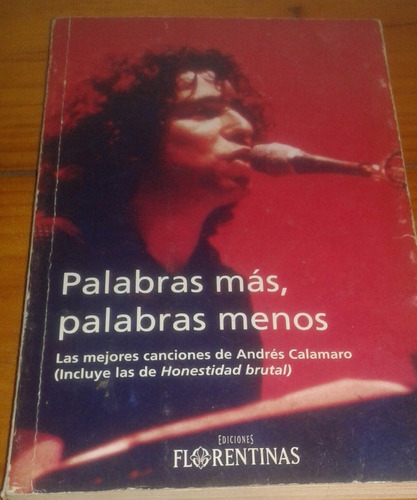 Palabras más,
palabras menos
Las mejores canciones de Andrés Calamaro
(Incluye las de Honestidad brutal)
EDICIONES
FLORENTINAS